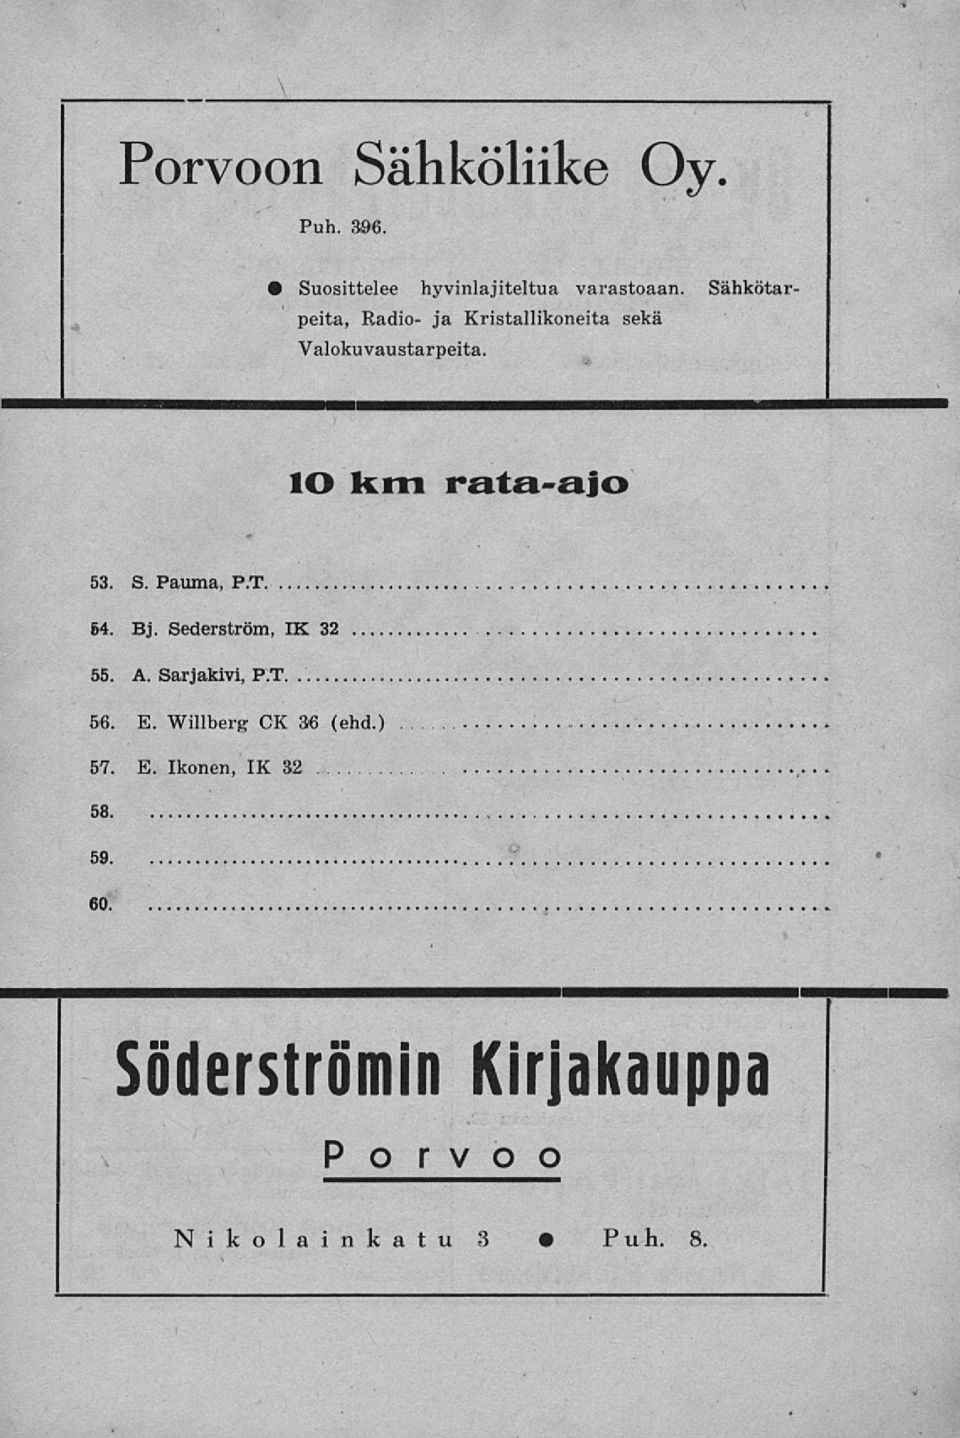 Porvoon Sähköliike Oy.
Puh. 396.
● Suosittelee hyvinlajiteltua varastoaan. Sähkötar-
peita, Radio- ja Kristallikoneita sekä
Valokuvaustarpeita.
10 km rata-ajo
53. S. Pauma, P.T. ............................................................
54. Bj. Sederström, IK 32 ............................................................
55. A. Sarjakivi, P.T. ............................................................
56. E. Willberg CK 36 (ehd.) ............................................................
57. E. Ikonen, IK 32 ............................................................
58. ............................................................
59. ............................................................
60. ............................................................
Söderströmin Kirjakauppa
Porvoo
Nikolainkatu 3 ● Puh. 8.